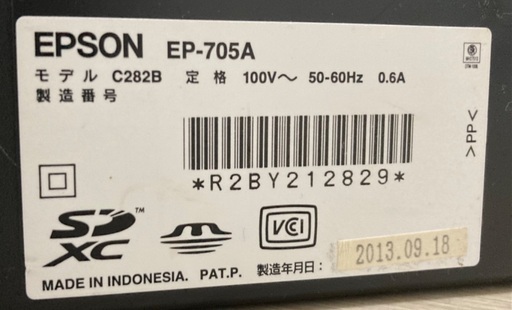 EPSON EP-705A
モデル C282B 定格 100V～ 50-60Hz 0.6A
製造番号
*R2BY212829*
>PP<
SD XC TM
VCI
MADE IN INDONESIA. PAT.P. 製造年月日：2013.09.18